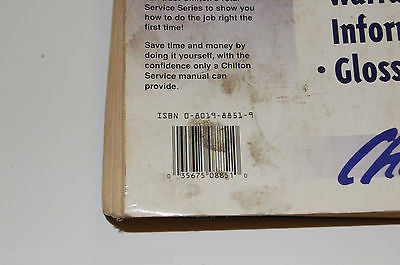 Service Series to show you
how to do the job right the
first time!
Save time and money by
doing it yourself, with the
confidence only a Chilton
Service manual can
provide.
Inform
• Gloss
ISBN 0-8019-8851-9
0 35675 08851 0
Ch